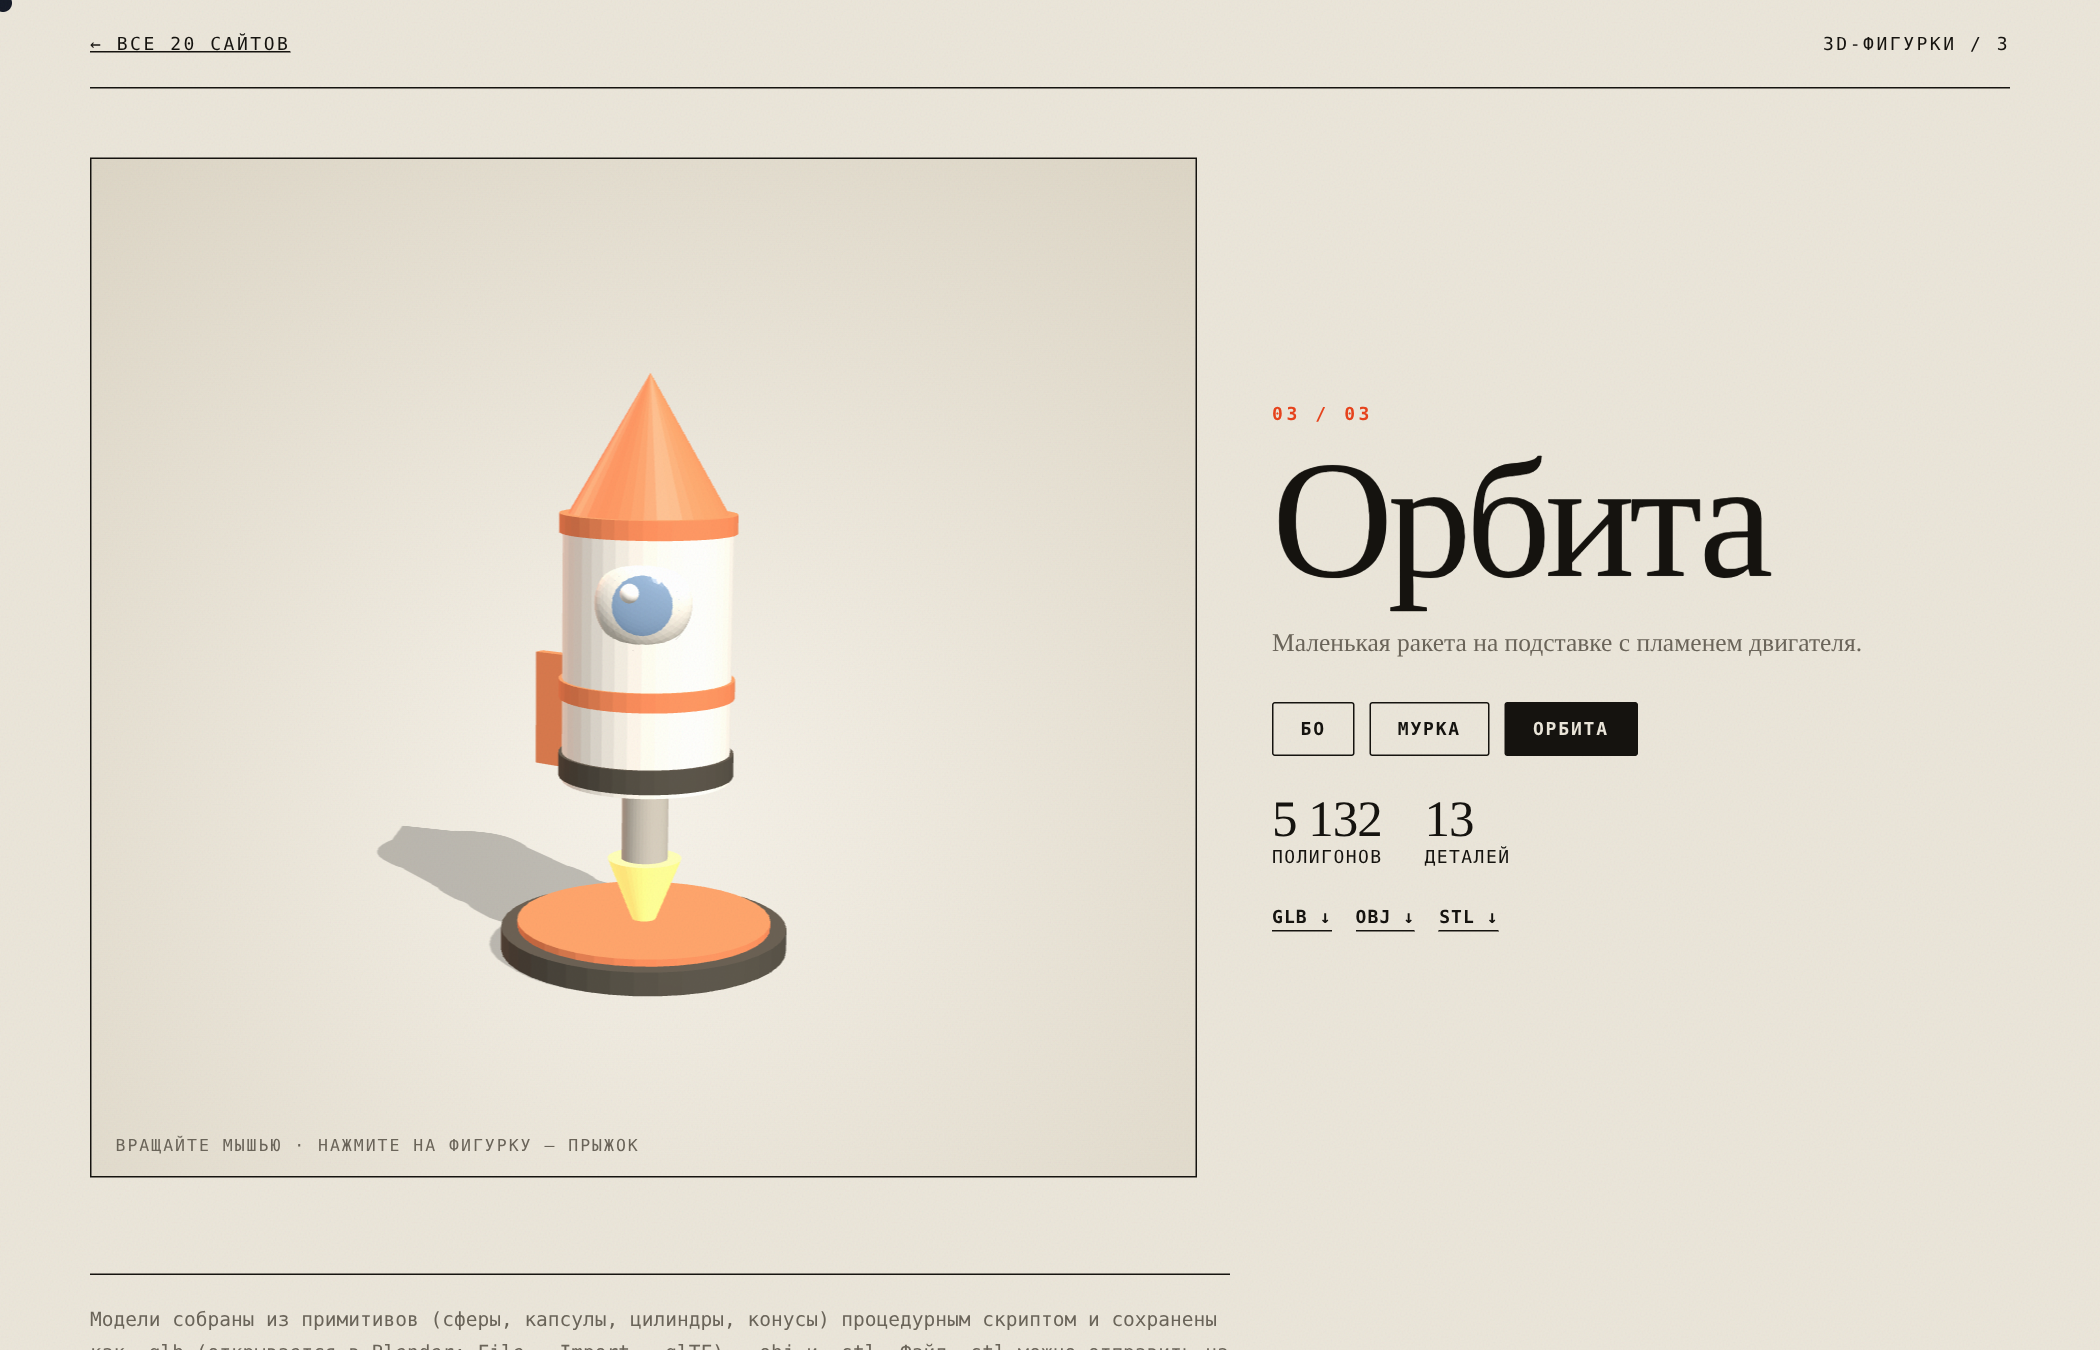 ← ВСЕ 20 САЙТОВ
3D-ФИГУРКИ / 3
03 / 03
Орбита
Маленькая ракета на подставке с пламенем двигателя.
БО МУРКА ОРБИТА
5 132 13
ПОЛИГОНОВ ДЕТАЛЕЙ
GLB ↓ OBJ ↓ STL ↓
ВРАЩАЙТЕ МЫШЬЮ · НАЖМИТЕ НА ФИГУРКУ — ПРЫЖОК
Модели собраны из примитивов (сферы, капсулы, цилиндры, конусы) процедурным скриптом и сохранены